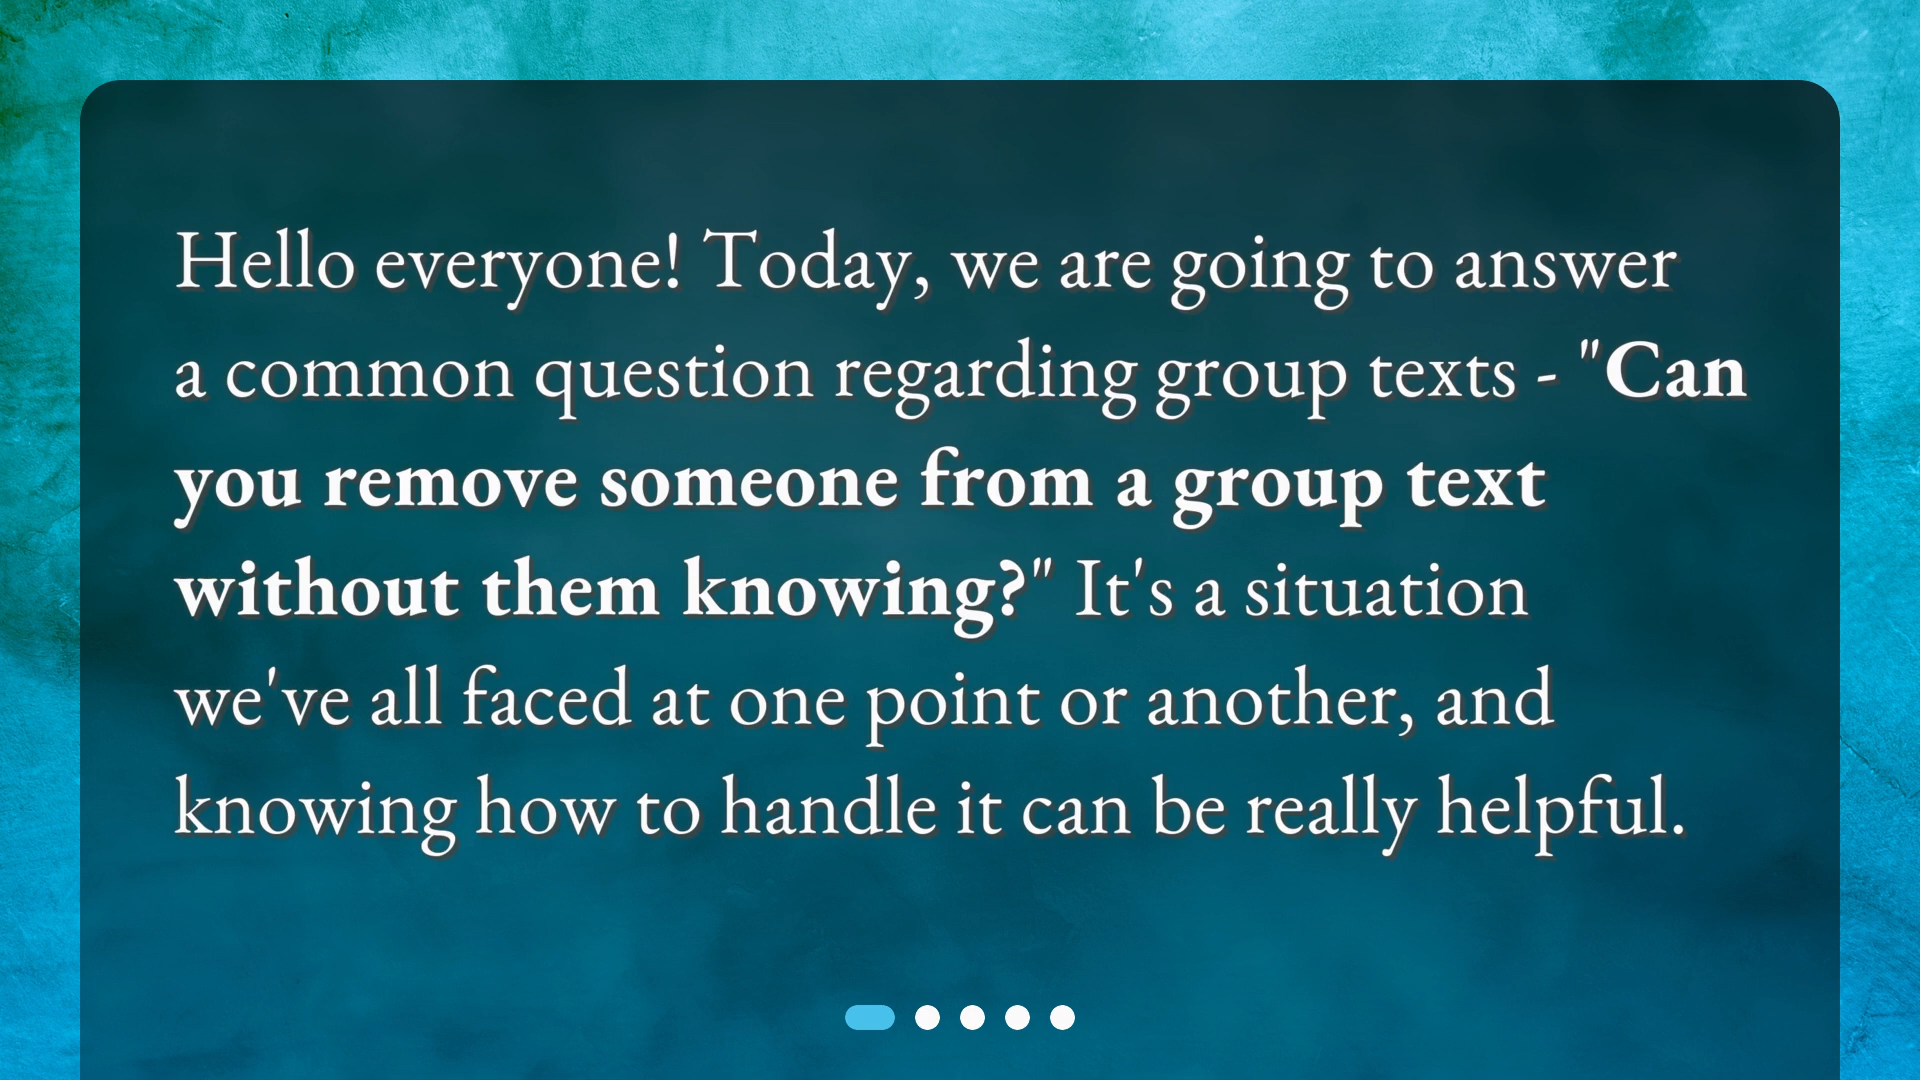 Hello everyone! Today, we are going to answer
a common question regarding group texts - "Can
you remove someone from a group text
without them knowing?" It's a situation
we've all faced at one point or another, and
knowing how to handle it can be really helpful.